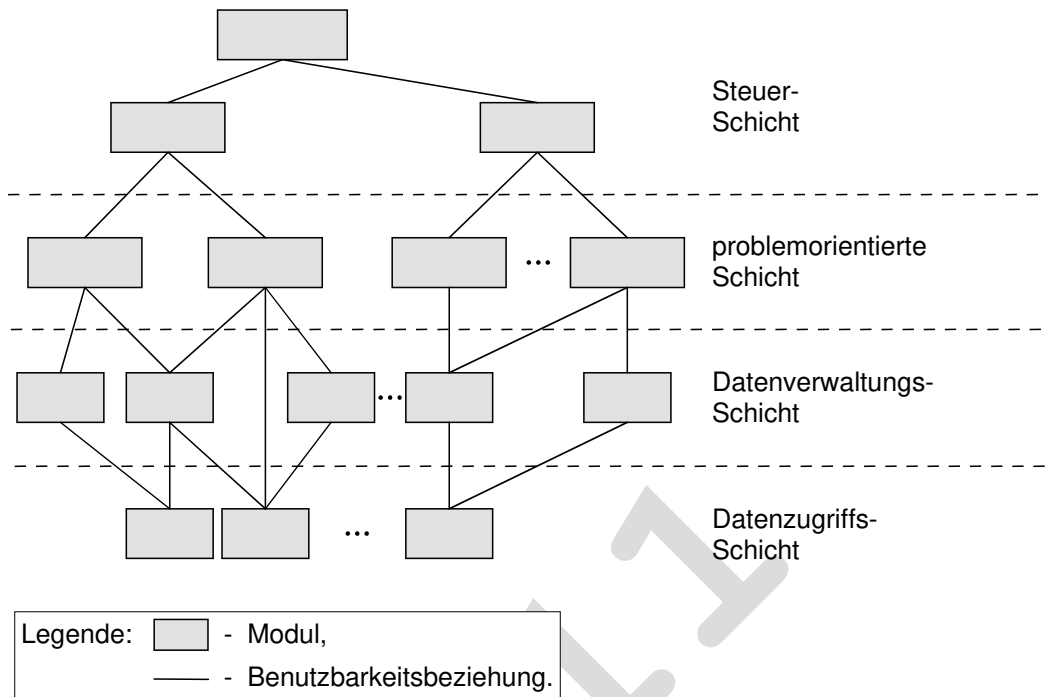 Steuer-
Schicht
problemorientierte
Schicht
...
Datenverwaltungs-
Schicht
...
Datenzugriffs-
Schicht
...
Legende:
- Modul,
- Benutzbarkeitsbeziehung.